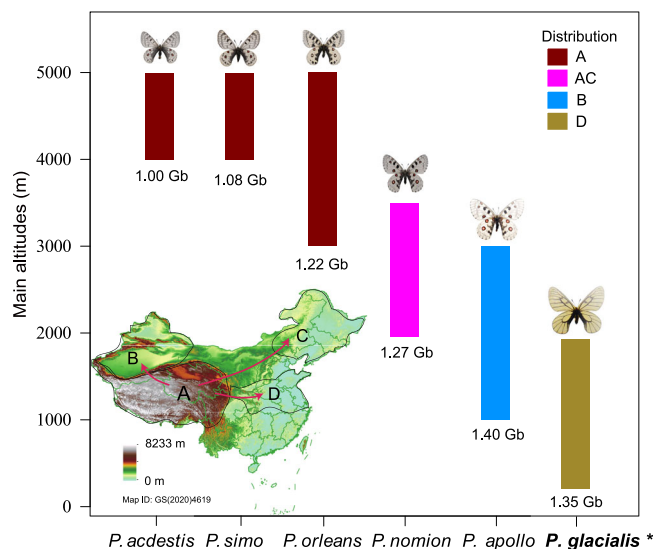 Main altitudes (m)
5000
4000
3000
2000
1000
0
Distribution
A
AC
B
D
1.00 Gb
1.08 Gb
1.22 Gb
1.27 Gb
1.40 Gb
1.35 Gb
C
B
A
D
8233 m
0 m
Map ID: GS(2020)4619
P. acdestis
P. simo
P. orleans
P. nomion
P. apollo
P. glacialis *